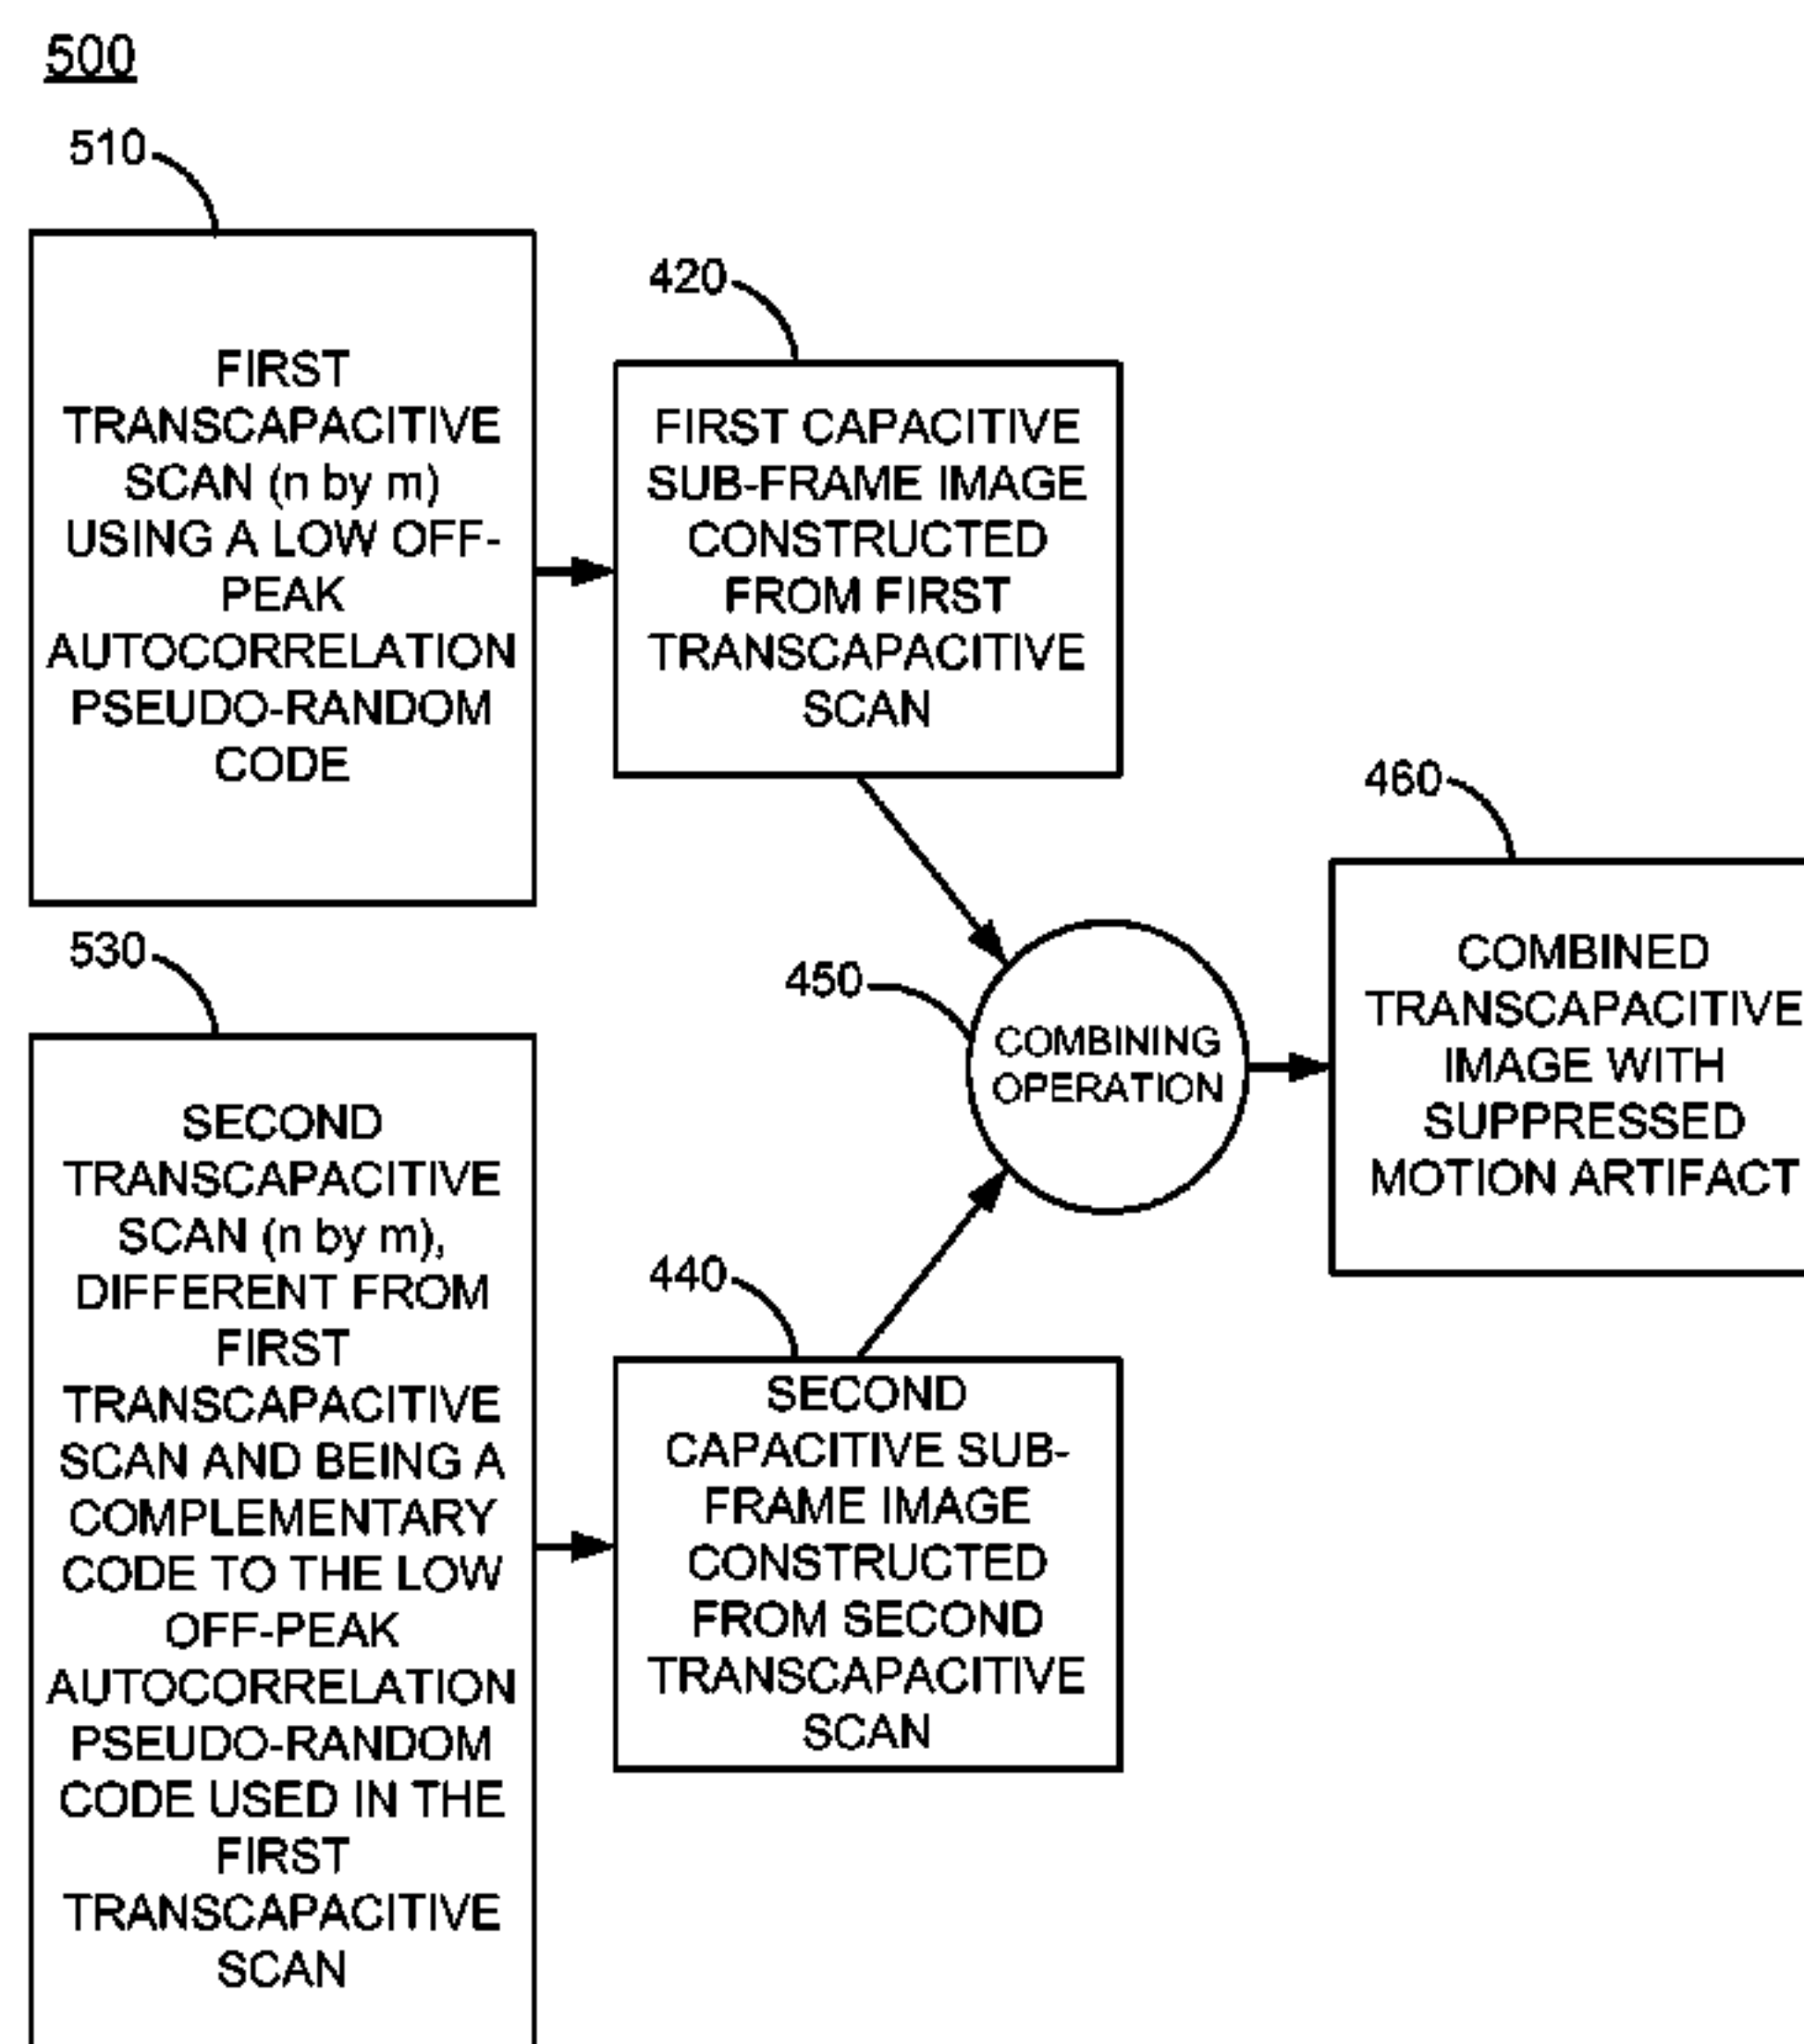 500
510
FIRST
TRANSCAPACITIVE
SCAN (n by m)
USING A LOW OFF-
PEAK
AUTOCORRELATION
PSEUDO-RANDOM
CODE
420
FIRST CAPACITIVE
SUB-FRAME IMAGE
CONSTRUCTED
FROM FIRST
TRANSCAPACITIVE
SCAN
530
SECOND
TRANSCAPACITIVE
SCAN (n by m),
DIFFERENT FROM
FIRST
TRANSCAPACITIVE
SCAN AND BEING A
COMPLEMENTARY
CODE TO THE LOW
OFF-PEAK
AUTOCORRELATION
PSEUDO-RANDOM
CODE USED IN THE
FIRST
TRANSCAPACITIVE
SCAN
440
SECOND
CAPACITIVE SUB-
FRAME IMAGE
CONSTRUCTED
FROM SECOND
TRANSCAPACITIVE
SCAN
450
COMBINING
OPERATION
460
COMBINED
TRANSCAPACITIVE
IMAGE WITH
SUPPRESSED
MOTION ARTIFACT